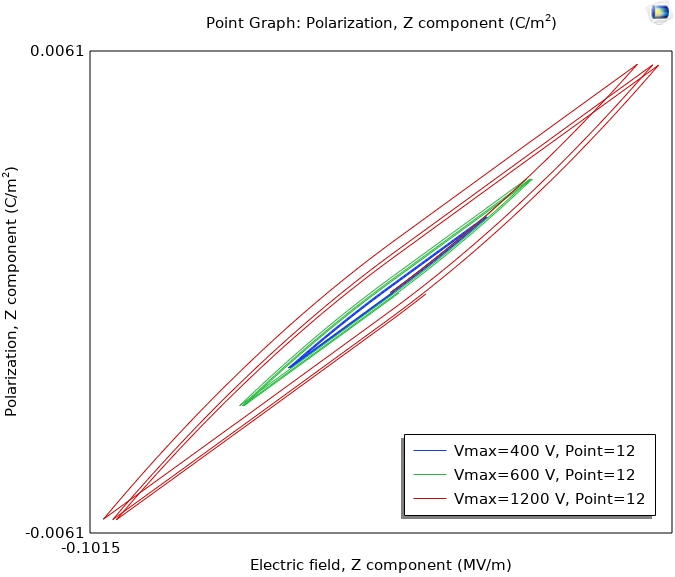 Point Graph: Polarization, Z component (C/m²)
0.0061
Polarization, Z component (C/m²)
-0.0061
-0.1015
Electric field, Z component (MV/m)
Vmax=400 V, Point=12
Vmax=600 V, Point=12
Vmax=1200 V, Point=12